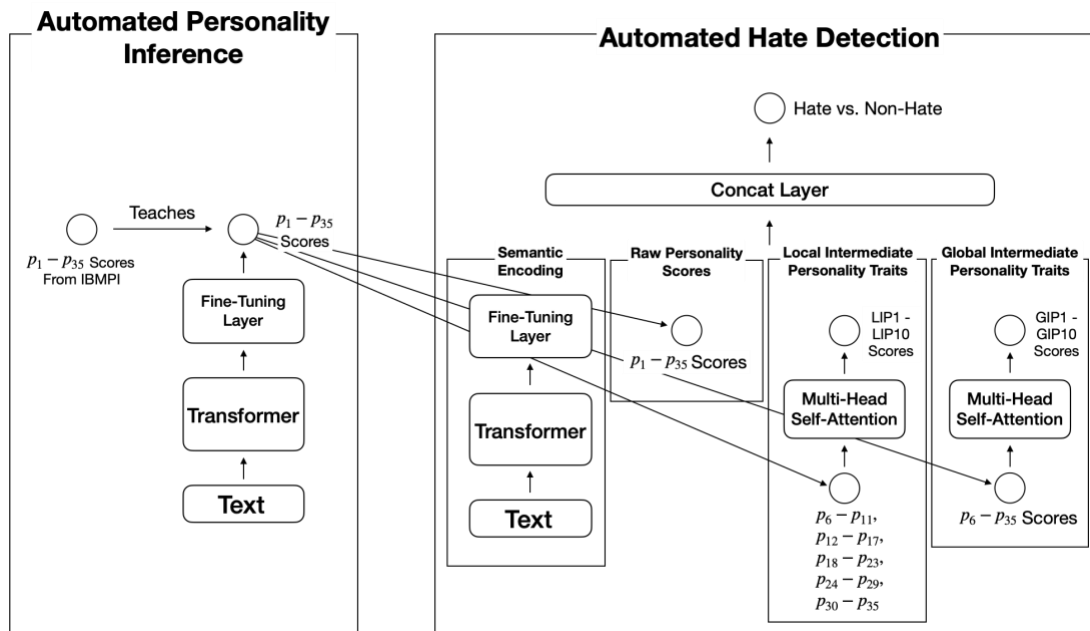 Automated Personality
Inference
Teaches
p₁ – p₃₅ Scores
From IBMPI
p₁ – p₃₅
Scores
Fine-Tuning
Layer
Transformer
Text
Automated Hate Detection
Hate vs. Non-Hate
Concat Layer
Semantic
Encoding
Fine-Tuning
Layer
Transformer
Text
Raw Personality
Scores
p₁ – p₃₅ Scores
Local Intermediate
Personality Traits
LIP1 -
LIP10
Scores
Multi-Head
Self-Attention
p₆ – p₁₁,
p₁₂ – p₁₇,
p₁₈ – p₂₃,
p₂₄ – p₂₉,
p₃₀ – p₃₅
Global Intermediate
Personality Traits
GIP1 -
GIP10
Scores
Multi-Head
Self-Attention
p₆ – p₃₅ Scores